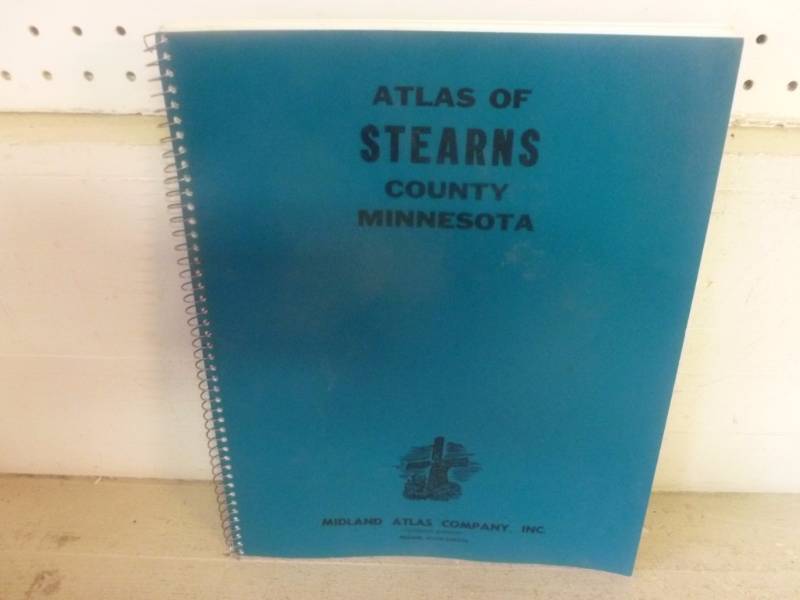 ATLAS OF
STEARNS
COUNTY
MINNESOTA
MIDLAND ATLAS COMPANY, INC.